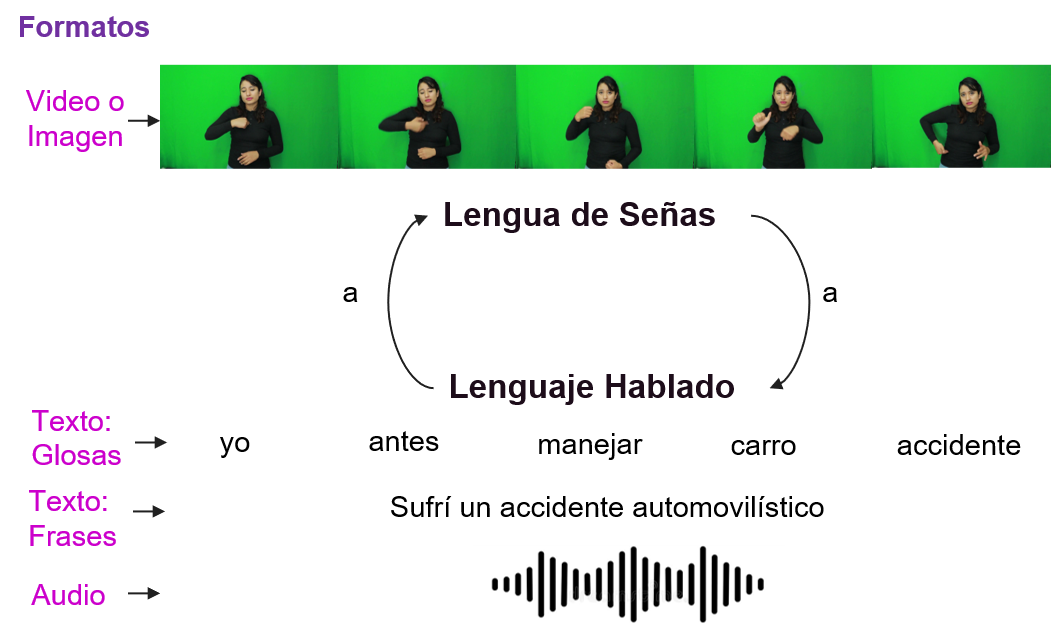 Formatos
Video o
Imagen
Lengua de Señas
a
a
Lenguaje Hablado
Texto:
Glosas
yo antes manejar carro accidente
Texto:
Frases
Sufrí un accidente automovilístico
Audio